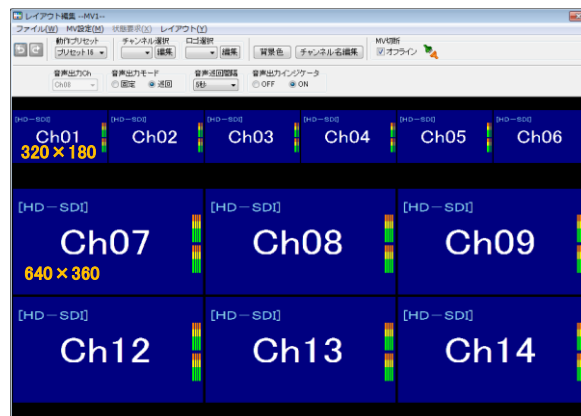 レイアウト編集 --MV1--
ファイル(W) MV設定(M) 状態要求(X) レイアウト(Y)
動作プリセット チャンネル選択 ロゴ選択 MV切断
プリセット16 編集 編集 背景色 チャンネル名編集 オフライン
音声出力Ch 音声出力モード 音声巡回間隔 音声出力インジケータ
Ch08 固定 巡回 5秒 OFF ON
[HD-SDI] [HD-SDI] [HD-SDI] [HD-SDI] [HD-SDI] [HD-SDI]
Ch01 Ch02 Ch03 Ch04 Ch05 Ch06
320×180
[HD-SDI] [HD-SDI] [HD-SDI]
Ch07 Ch08 Ch09
640×360
[HD-SDI] [HD-SDI] [HD-SDI]
Ch12 Ch13 Ch14